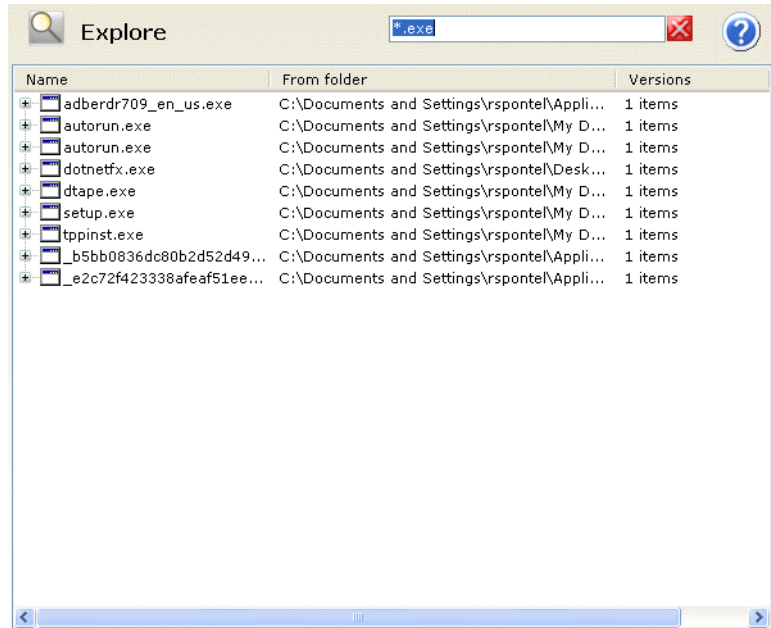 Explore
*.exe
Name From folder Versions
adberdr709_en_us.exe C:\Documents and Settings\rspontel\Appli... 1 items
autorun.exe C:\Documents and Settings\rspontel\My D... 1 items
autorun.exe C:\Documents and Settings\rspontel\My D... 1 items
dotnetfx.exe C:\Documents and Settings\rspontel\Desk... 1 items
dtape.exe C:\Documents and Settings\rspontel\My D... 1 items
setup.exe C:\Documents and Settings\rspontel\My D... 1 items
tppinst.exe C:\Documents and Settings\rspontel\My D... 1 items
_b5bb0836dc80b2d52d49... C:\Documents and Settings\rspontel\Appli... 1 items
_e2c72f423338afeaf51ee... C:\Documents and Settings\rspontel\Appli... 1 items